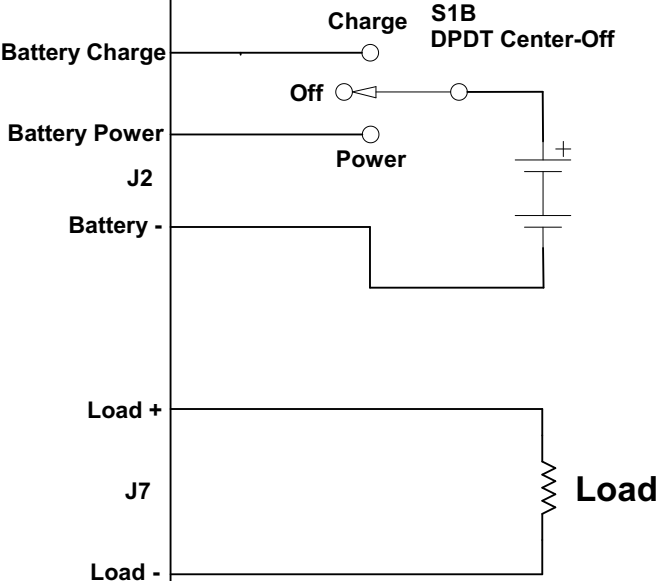 Charge
S1B
DPDT Center-Off
Battery Charge
Off
Battery Power
Power
+
J2
Battery -
Load +
J7
Load
Load -